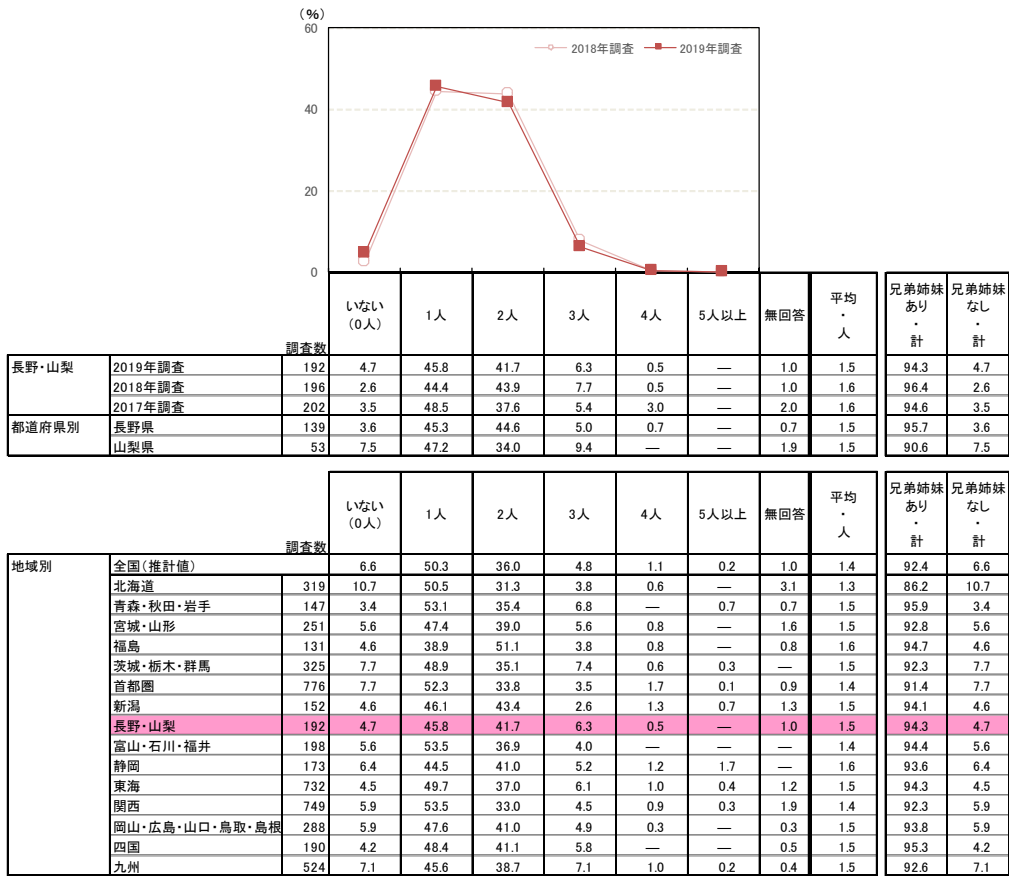 (%)
60
40
20
0
2018年調査 2019年調査
調査数 いない(0人) 1人 2人 3人 4人 5人以上 無回答 平均・人 兄弟姉妹あり・計 兄弟姉妹なし・計
長野・山梨 2019年調査 192 4.7 45.8 41.7 6.3 0.5 ― 1.0 1.5 94.3 4.7
2018年調査 196 2.6 44.4 43.9 7.7 0.5 ― 1.0 1.6 96.4 2.6
2017年調査 202 3.5 48.5 37.6 5.4 3.0 ― 2.0 1.6 94.6 3.5
都道府県別 長野県 139 3.6 45.3 44.6 5.0 0.7 ― 0.7 1.5 95.7 3.6
山梨県 53 7.5 47.2 34.0 9.4 ― ― 1.9 1.5 90.6 7.5
調査数 いない(0人) 1人 2人 3人 4人 5人以上 無回答 平均・人 兄弟姉妹あり・計 兄弟姉妹なし・計
地域別 全国(推計値) 6.6 50.3 36.0 4.8 1.1 0.2 1.0 1.4 92.4 6.6
北海道 319 10.7 50.5 31.3 3.8 0.6 ― 3.1 1.3 86.2 10.7
青森・秋田・岩手 147 3.4 53.1 35.4 6.8 ― 0.7 0.7 1.5 95.9 3.4
宮城・山形 251 5.6 47.4 39.0 5.6 0.8 ― 1.6 1.5 92.8 5.6
福島 131 4.6 38.9 51.1 3.8 0.8 ― 0.8 1.6 94.7 4.6
茨城・栃木・群馬 325 7.7 48.9 35.1 7.4 0.6 0.3 ― 1.5 92.3 7.7
首都圏 776 7.7 52.3 33.8 3.5 1.7 0.1 0.9 1.4 91.4 7.7
新潟 152 4.6 46.1 43.4 2.6 1.3 0.7 1.3 1.5 94.1 4.6
長野・山梨 192 4.7 45.8 41.7 6.3 0.5 ― 1.0 1.5 94.3 4.7
富山・石川・福井 198 5.6 53.5 36.9 4.0 ― ― ― 1.4 94.4 5.6
静岡 173 6.4 44.5 41.0 5.2 1.2 1.7 ― 1.6 93.6 6.4
東海 732 4.5 49.7 37.0 6.1 1.0 0.4 1.2 1.5 94.3 4.5
関西 749 5.9 53.5 33.0 4.5 0.9 0.3 1.9 1.4 92.3 5.9
岡山・広島・山口・鳥取・島根 288 5.9 47.6 41.0 4.9 0.3 ― 0.3 1.5 93.8 5.9
四国 190 4.2 48.4 41.1 5.8 ― ― 0.5 1.5 95.3 4.2
九州 524 7.1 45.6 38.7 7.1 1.0 0.2 0.4 1.5 92.6 7.1